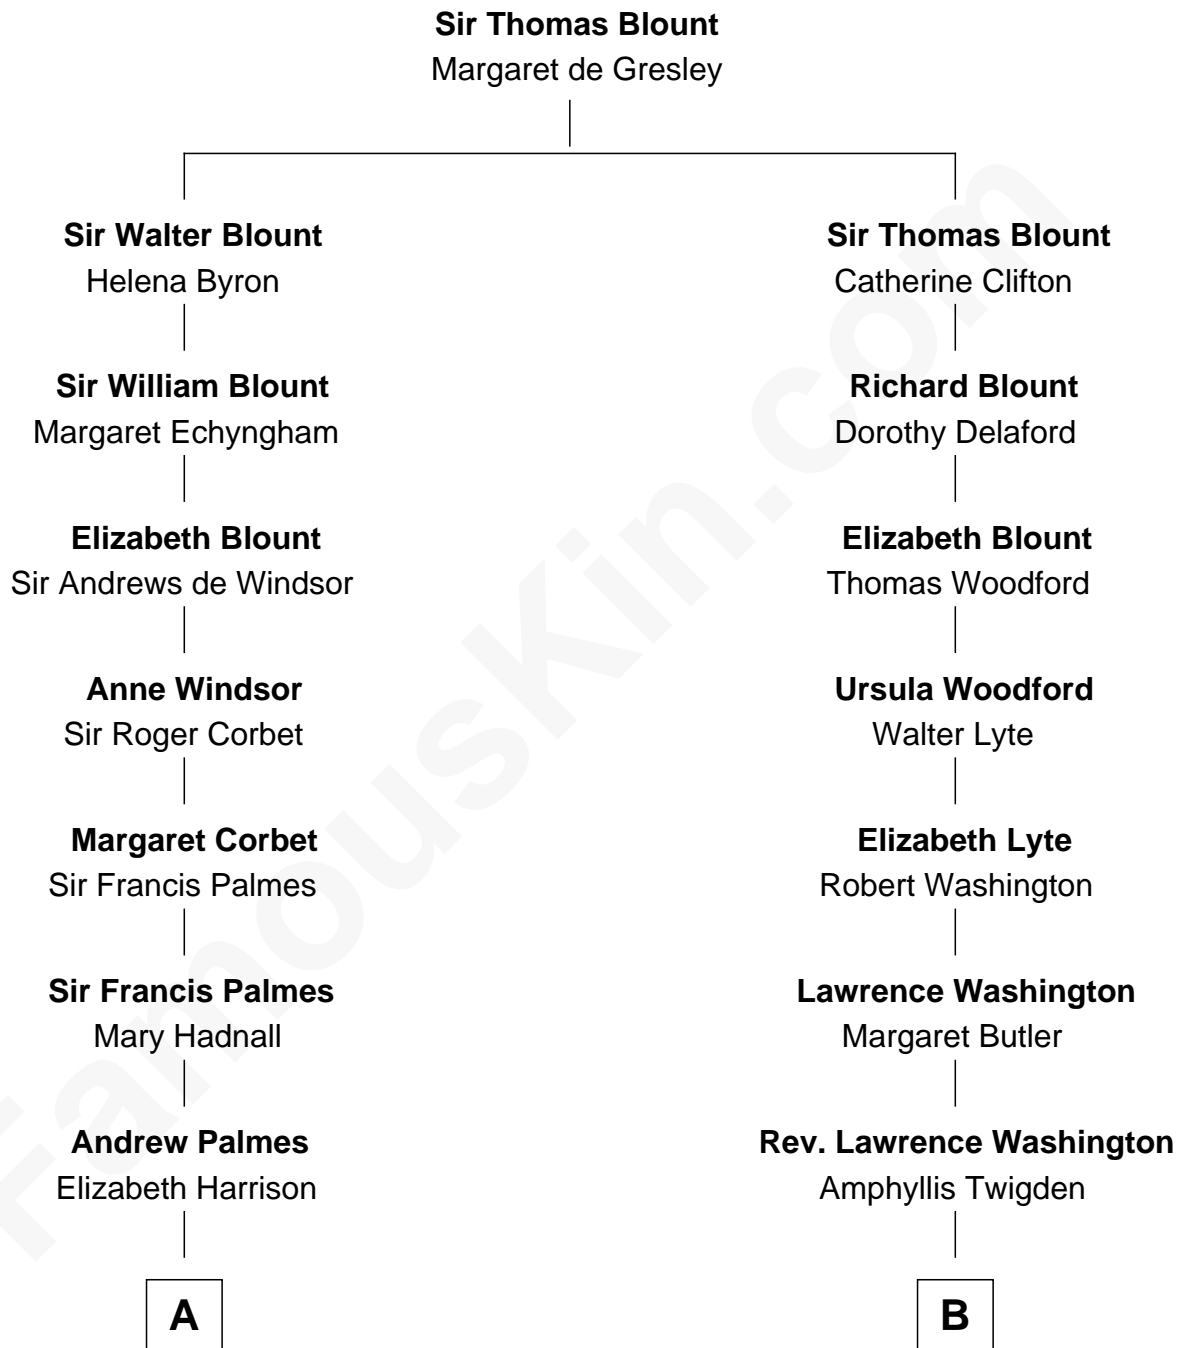 Sir Thomas Blount
Margaret de Gresley
Sir Walter Blount
Helena Byron
Sir Thomas Blount
Catherine Clifton
Sir William Blount
Margaret Echyngham
Richard Blount
Dorothy Delaford
Elizabeth Blount
Sir Andrews de Windsor
Elizabeth Blount
Thomas Woodford
Anne Windsor
Sir Roger Corbet
Ursula Woodford
Walter Lyte
Margaret Corbet
Sir Francis Palmes
Elizabeth Lyte
Robert Washington
Sir Francis Palmes
Mary Hadnall
Lawrence Washington
Margaret Butler
Andrew Palmes
Elizabeth Harrison
Rev. Lawrence Washington
Amphyllis Twigden
A
B
FamousKin.com